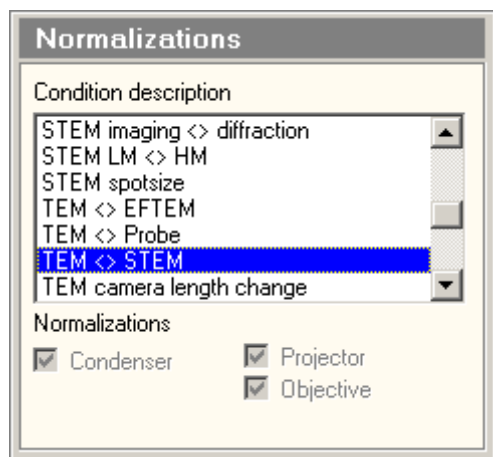 Normalizations
Condition description
STEM imaging <> diffraction
STEM LM <> HM
STEM spotsize
TEM <> EFTEM
TEM <> Probe
TEM <> STEM
TEM camera length change
Normalizations
Condenser Projector
Objective